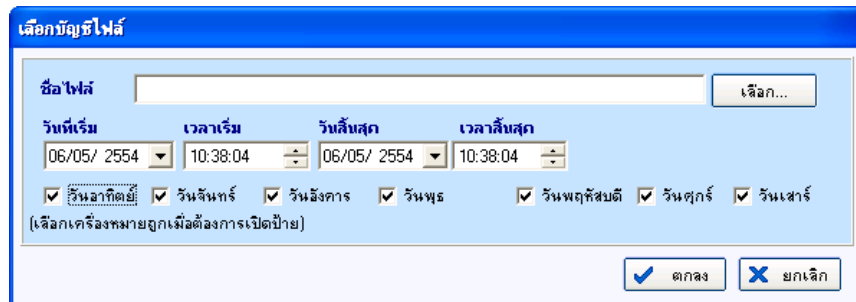 เลือกบัญชีไฟล์
ชื่อไฟล์ เลือก...
วันที่เริ่ม เวลาเริ่ม วันสิ้นสุด เวลาสิ้นสุด
06/05/ 2554 10:38:04 06/05/ 2554 10:38:04
วันอาทิตย์ วันจันทร์ วันอังคาร วันพุธ วันพฤหัสบดี วันศุกร์ วันเสาร์
(เลือกเครื่องหมายถูกเมื่อต้องการเปิดป้าย)
ตกลง ยกเลิก